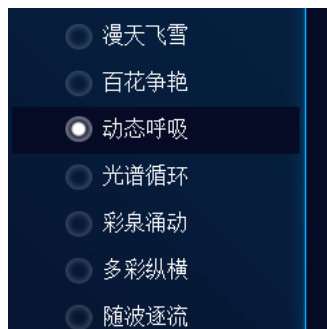 漫天飞雪
百花争艳
动态呼吸
光谱循环
彩泉涌动
多彩纵横
随波逐流